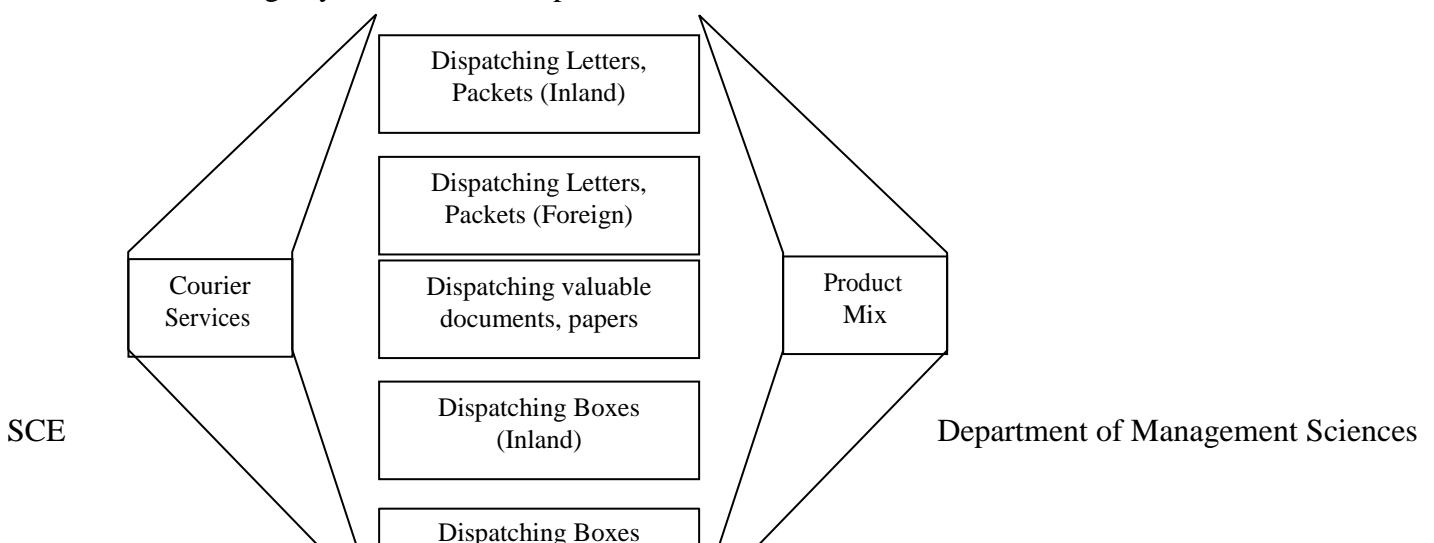 Dispatching Letters,
Packets (Inland)
Dispatching Letters,
Packets (Foreign)
Courier
Services
Dispatching valuable
documents, papers
Product
Mix
Dispatching Boxes
(Inland)
SCE
Department of Management Sciences
Dispatching Boxes